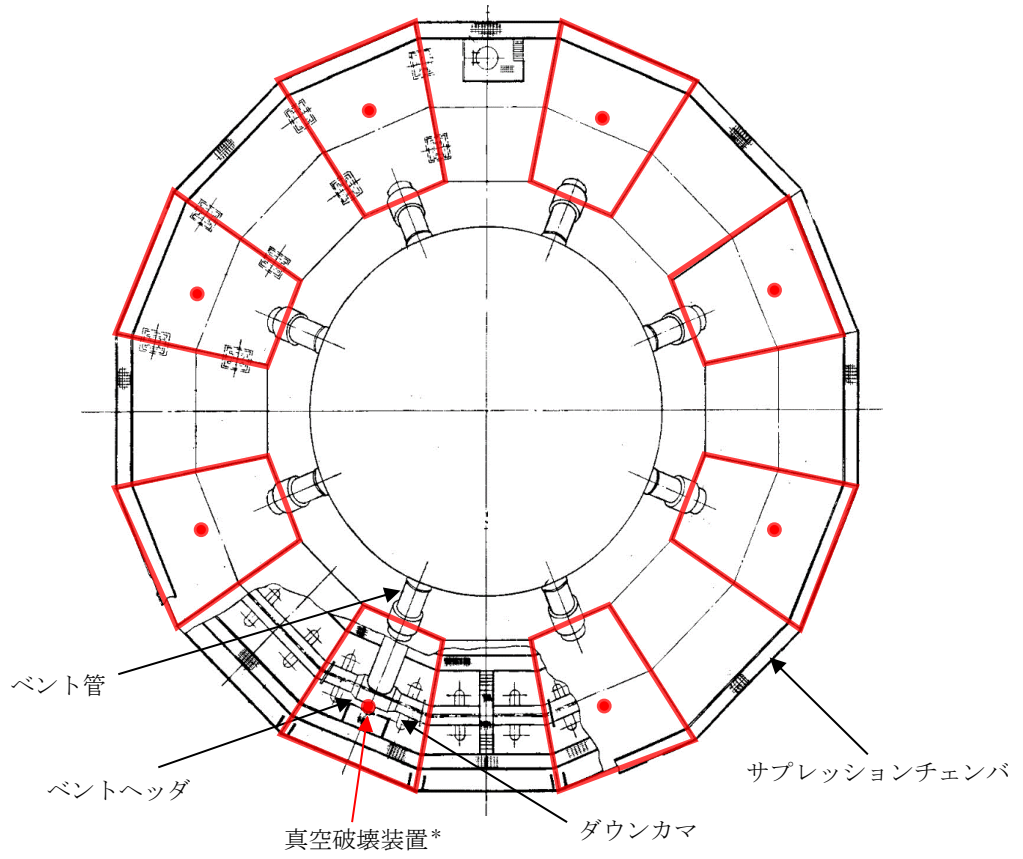 ベント管
ベントヘッダ
サプレッションチェンバ
真空破壊装置*
ダウンカマ